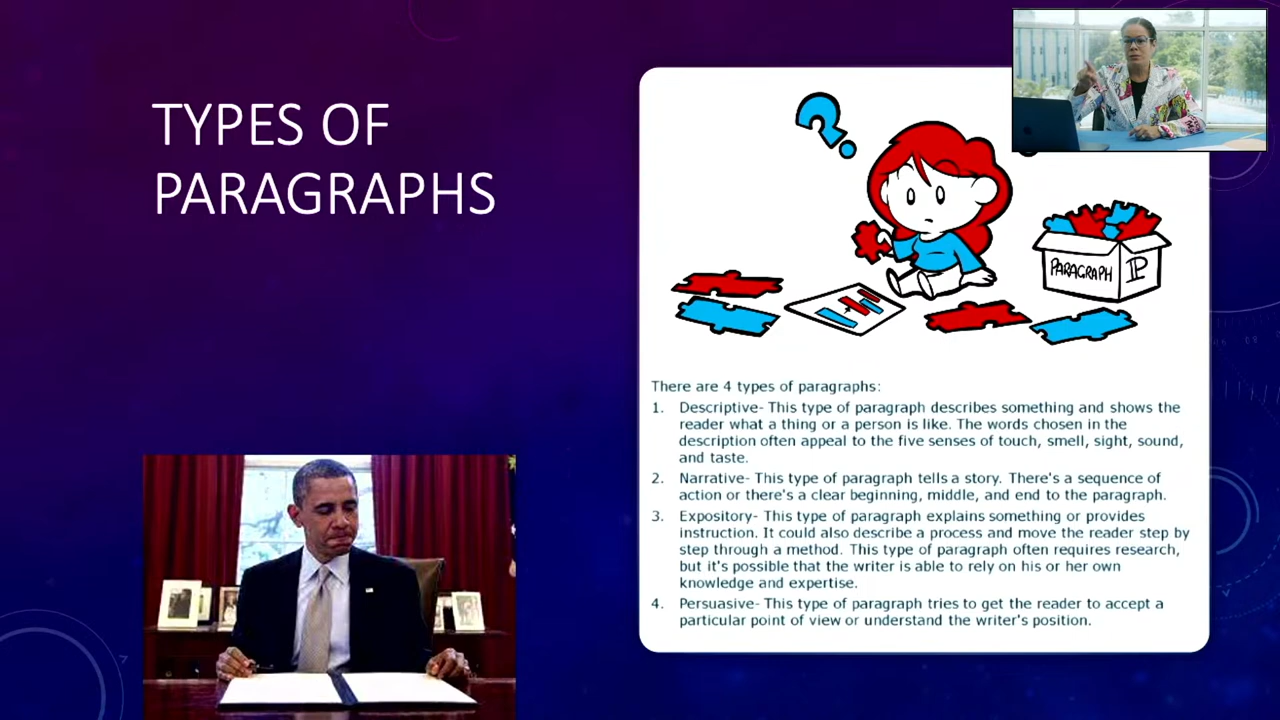 TYPES OF
PARAGRAPHS
PARAGRAPH
IP
There are 4 types of paragraphs:
1. Descriptive- This type of paragraph describes something and shows the
reader what a thing or a person is like. The words chosen in the
description often appeal to the five senses of touch, smell, sight, sound,
and taste.
2. Narrative- This type of paragraph tells a story. There's a sequence of
action or there's a clear beginning, middle, and end to the paragraph.
3. Expository- This type of paragraph explains something or provides
instruction. It could also describe a process and move the reader step by
step through a method. This type of paragraph often requires research,
but it's possible that the writer is able to rely on his or her own
knowledge and expertise.
4. Persuasive- This type of paragraph tries to get the reader to accept a
particular point of view or understand the writer's position.